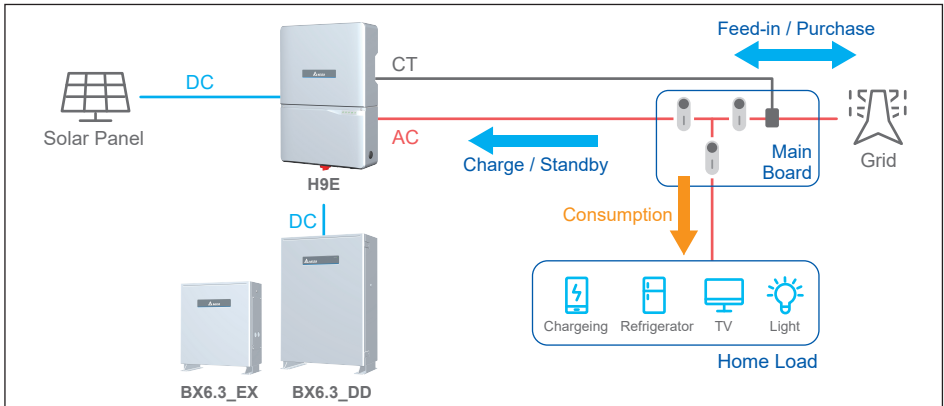 Feed-in / Purchase
DC
CT
Solar Panel
AC
Charge / Standby
Main
Board
Grid
H9E
DC
Consumption
Chargeing
Refrigerator
TV
Light
Home Load
BX6.3_EX
BX6.3_DD